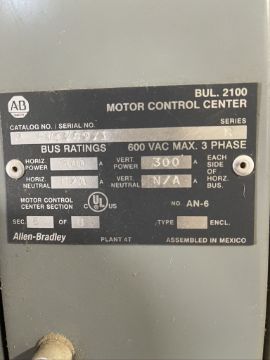 AB
BUL. 2100
MOTOR CONTROL CENTER
CATALOG NO. / SERIAL NO. SERIES
BUS RATINGS 600 VAC MAX. 3 PHASE
HORIZ. POWER A VERT. POWER 300 A EACH SIDE OF HORIZ. BUS.
HORIZ. NEUTRAL N/A A VERT. NEUTRAL N/A A
MOTOR CONTROL CENTER SECTION UL NO. AN-6
SEC. OF TYPE ENCL.
Allen-Bradley PLANT 4T ASSEMBLED IN MEXICO